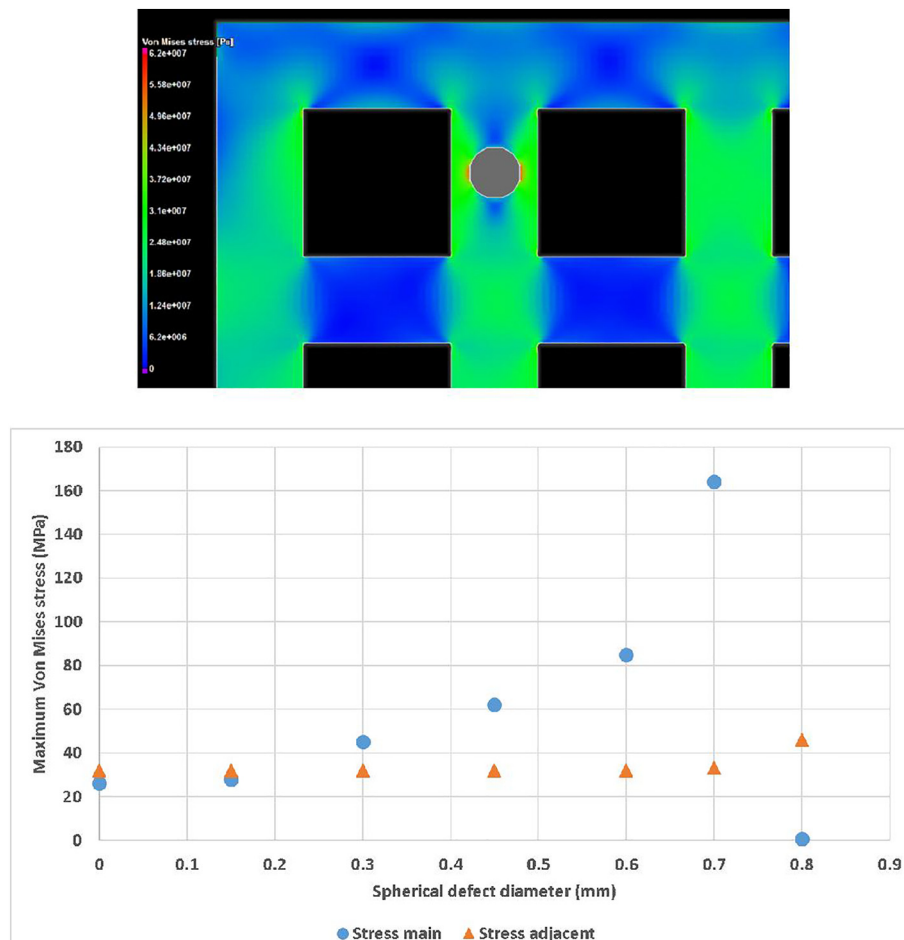 Von Mises stress [Pa]
6.2e+007
5.58e+007
4.96e+007
4.34e+007
3.72e+007
3.1e+007
2.48e+007
1.86e+007
1.24e+007
6.2e+006
0
180
160
140
120
100
80
60
40
20
0
Maximum Von Mises stress (MPa)
0 0.1 0.2 0.3 0.4 0.5 0.6 0.7 0.8 0.9
Spherical defect diameter (mm)
Stress main Stress adjacent